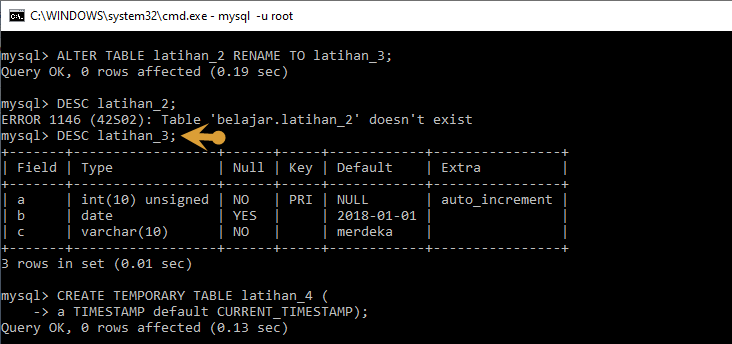 C:\WINDOWS\system32\cmd.exe - mysql  -u root
mysql> ALTER TABLE latihan_2 RENAME TO latihan_3;
Query OK, 0 rows affected (0.19 sec)
mysql> DESC latihan_2;
ERROR 1146 (42S02): Table 'belajar.latihan_2' doesn't exist
mysql> DESC latihan_3;
+-------+------------------+------+-----+------------+----------------+
| Field | Type             | Null | Key | Default    | Extra          |
+-------+------------------+------+-----+------------+----------------+
| a     | int(10) unsigned | NO   | PRI | NULL       | auto_increment |
| b     | date             | YES  |     | 2018-01-01 |                |
| c     | varchar(10)      | NO   |     | merdeka    |                |
+-------+------------------+------+-----+------------+----------------+
3 rows in set (0.01 sec)
mysql> CREATE TEMPORARY TABLE latihan_4 (
    -> a TIMESTAMP default CURRENT_TIMESTAMP);
Query OK, 0 rows affected (0.13 sec)